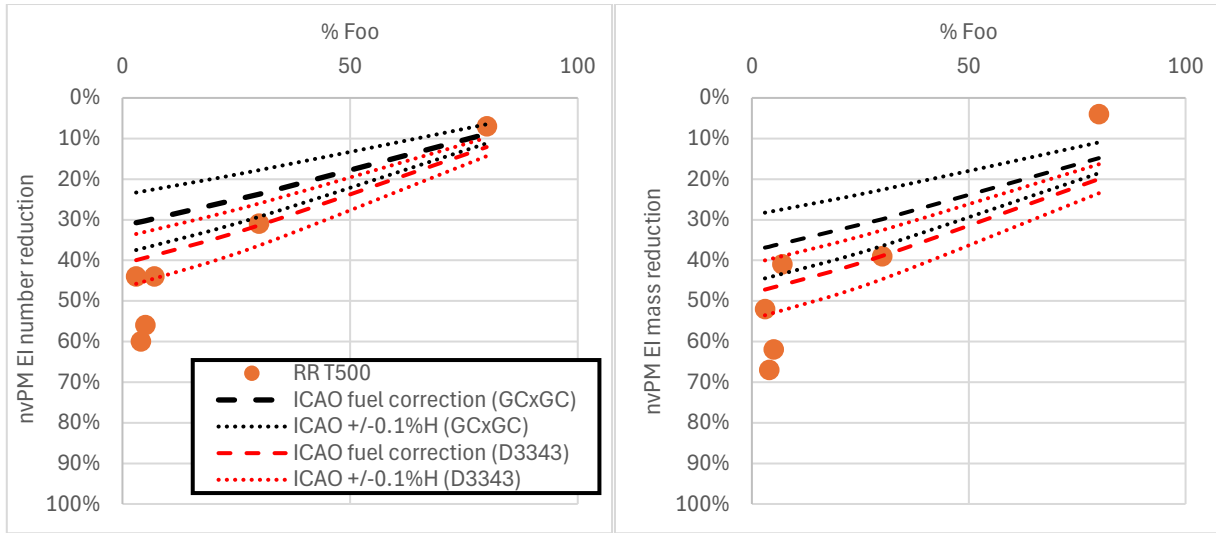 % Foo
0 50 100
0%
10%
20%
30%
40%
50%
60%
70%
80%
90%
100%
nvPM EI number reduction
RR T500
ICAO fuel correction (GCxGC)
ICAO +/-0.1%H (GCxGC)
ICAO fuel correction (D3343)
ICAO +/-0.1%H (D3343)
% Foo
0 50 100
0%
10%
20%
30%
40%
50%
60%
70%
80%
90%
100%
nvPM EI mass reduction